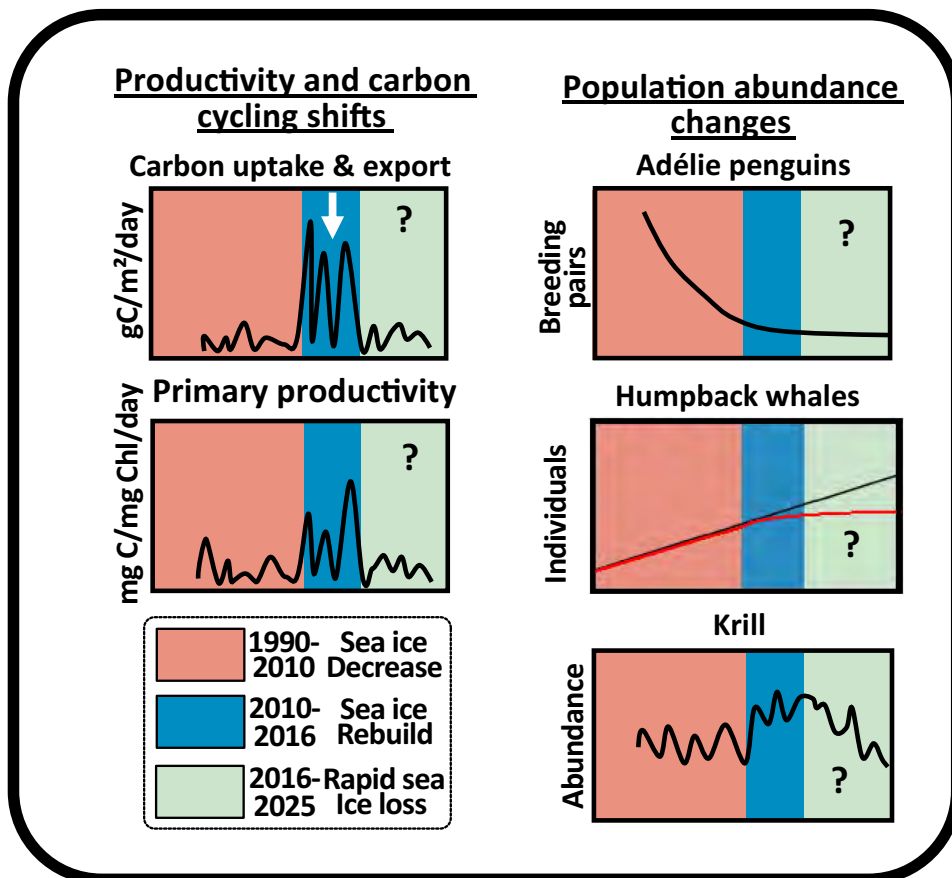 Productivity and carbon
cycling shifts
Carbon uptake & export
gC/m²/day
?
Primary productivity
mg C/mg Chl/day
?
1990-
2010
Sea ice
Decrease
2010-
2016
Sea ice
Rebuild
2016-
2025
Rapid sea
Ice loss
Population abundance
changes
Adélie penguins
Breeding
pairs
?
Humpback whales
Individuals
?
Krill
Abundance
?